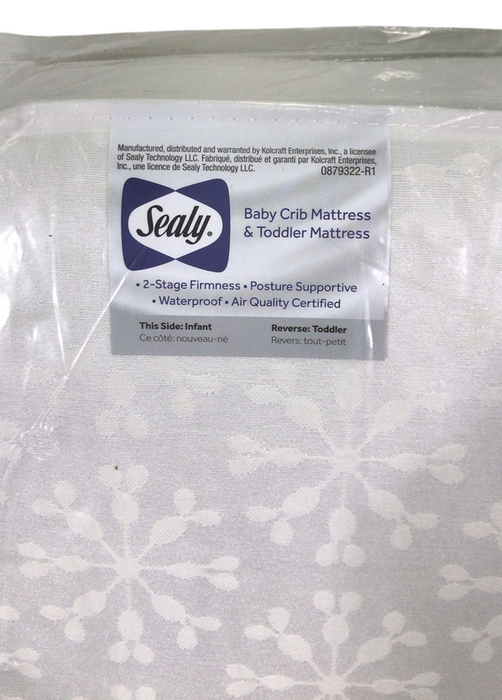 Manufactured, distributed and warranted by Kolcraft Enterprises, Inc., a licensee
of Sealy Technology LLC. Fabriqué, distribué et garanti par Kolcraft Enterprises,
Inc., une licence de Sealy Technology LLC. 0879322-R1
Sealy®
Baby Crib Mattress
& Toddler Mattress
• 2-Stage Firmness • Posture Supportive
• Waterproof • Air Quality Certified
This Side: Infant Reverse: Toddler
Ce côté: nouveau-né Revers: tout-petit